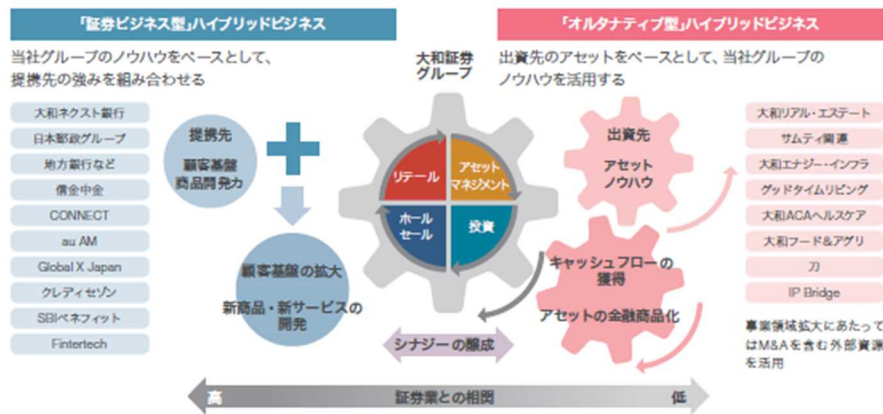 「証券ビジネス型」ハイブリッドビジネス
当社グループのノウハウをベースとして、
提携先の強みを組み合わせる
大和ネクスト銀行
日本郵政グループ
地方銀行など
信金中金
CONNECT
au AM
Global X Japan
クレディセゾン
SBIベネフィット
Fintertech
提携先
顧客基盤
商品開発力
顧客基盤の拡大
新商品・新サービスの
開発
大和証券
グループ
リテール
アセット
マネジメント
ホール
セール
投資
シナジーの醸成
「オルタナティブ型」ハイブリッドビジネス
出資先のアセットをベースとして、当社グループの
ノウハウを活用する
出資先
アセット
ノウハウ
キャッシュフローの
獲得
アセットの金融商品化
大和リアル・エステート
サムティ関連
大和エナジー・インフラ
グッドタイムリビング
大和ACAヘルスケア
大和フード&アグリ
刀
IP Bridge
事業領域拡大にあたって
はM&Aを含む外部資源
を活用
高
証券業との相関
低